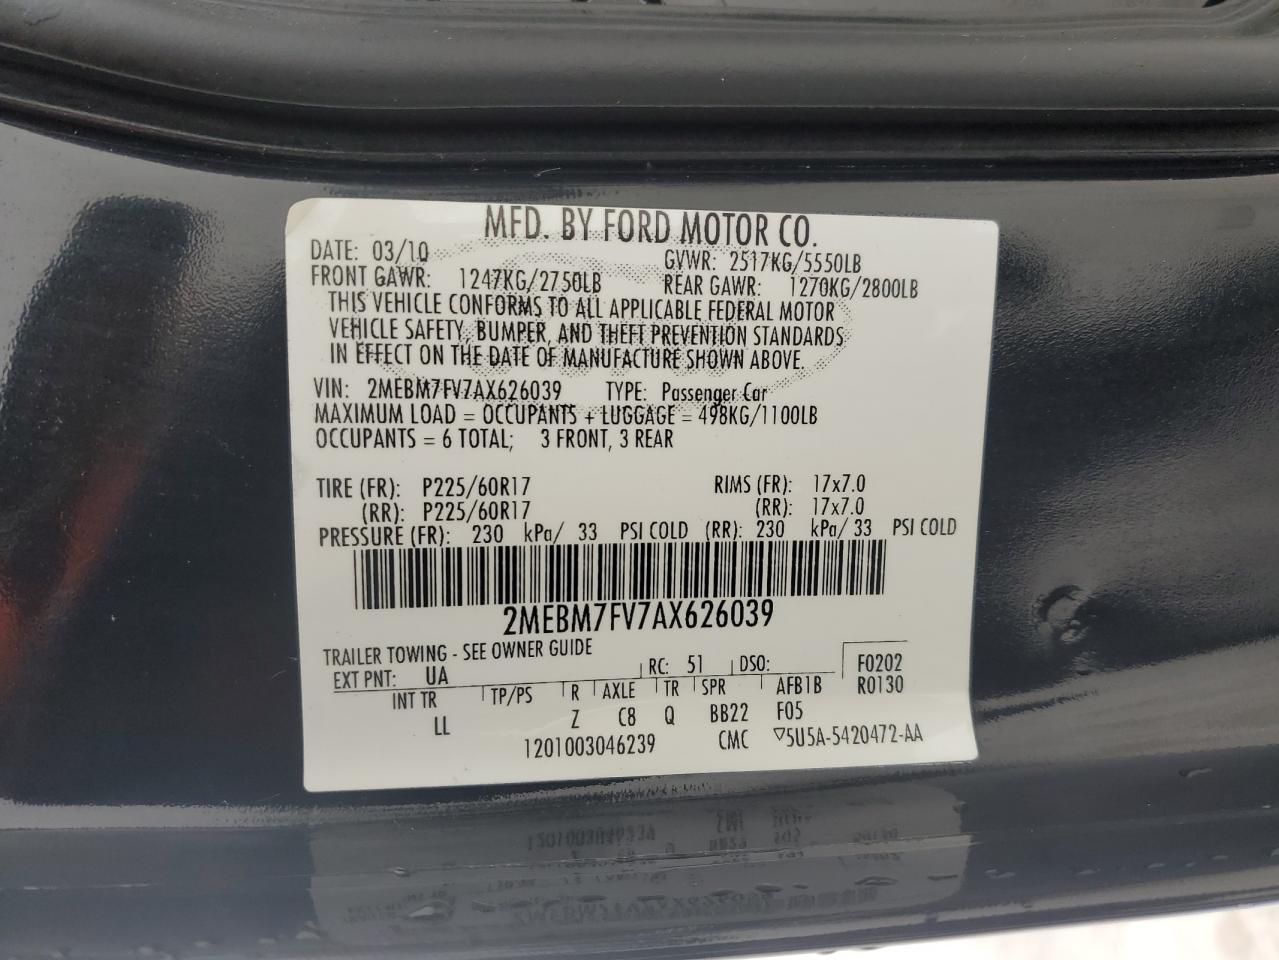 MFD. BY FORD MOTOR CO.
DATE: 03/10 GVWR: 2517KG/5550LB
FRONT GAWR: 1247KG/2750LB REAR GAWR: 1270KG/2800LB
THIS VEHICLE CONFORMS TO ALL APPLICABLE FEDERAL MOTOR
VEHICLE SAFETY, BUMPER, AND THEFT PREVENTION STANDARDS
IN EFFECT ON THE DATE OF MANUFACTURE SHOWN ABOVE.
VIN: 2MEBM7FV7AX626039 TYPE: Passenger Car
MAXIMUM LOAD = OCCUPANTS + LUGGAGE = 498KG/1100LB
OCCUPANTS = 6 TOTAL; 3 FRONT, 3 REAR
TIRE (FR): P225/60R17 RIMS (FR): 17x7.0
(RR): P225/60R17 (RR): 17x7.0
PRESSURE (FR): 230 kPa/ 33 PSI COLD (RR): 230 kPa/ 33 PSI COLD
2MEBM7FV7AX626039
TRAILER TOWING - SEE OWNER GUIDE
EXT PNT: UA RC: 51 DSO: F0202
INT TR TP/PS R AXLE TR SPR AFB1B R0130
LL Z C8 Q BB22 F05
1201003046239 CMC ▽5U5A-5420472-AA